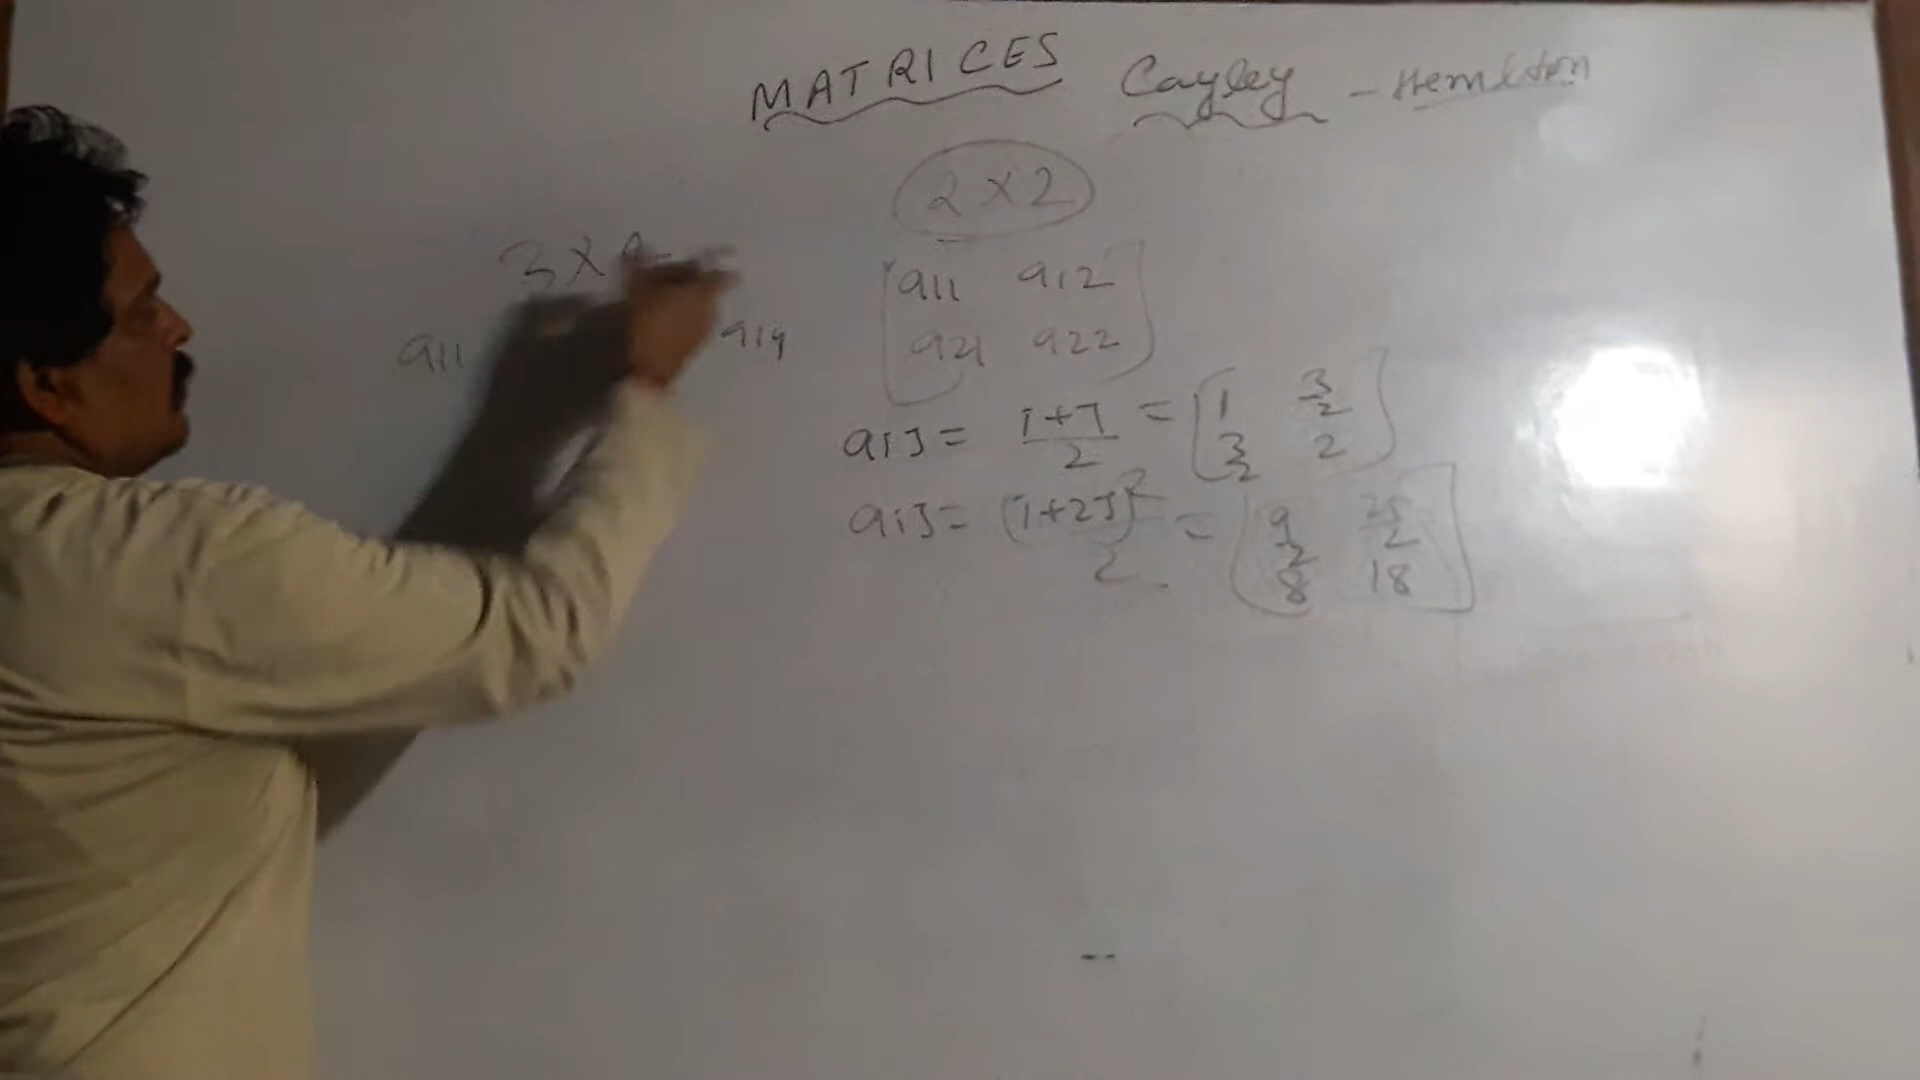 MATRICES Cayley - Hemilton
2 × 2
3 ×
a11 a14
a11 a12
a21 a22
aij = i+j/2 = [1 3/2
3/2 2]
aij = (i+2j)²/2 = [9/2 25/2
8 18]